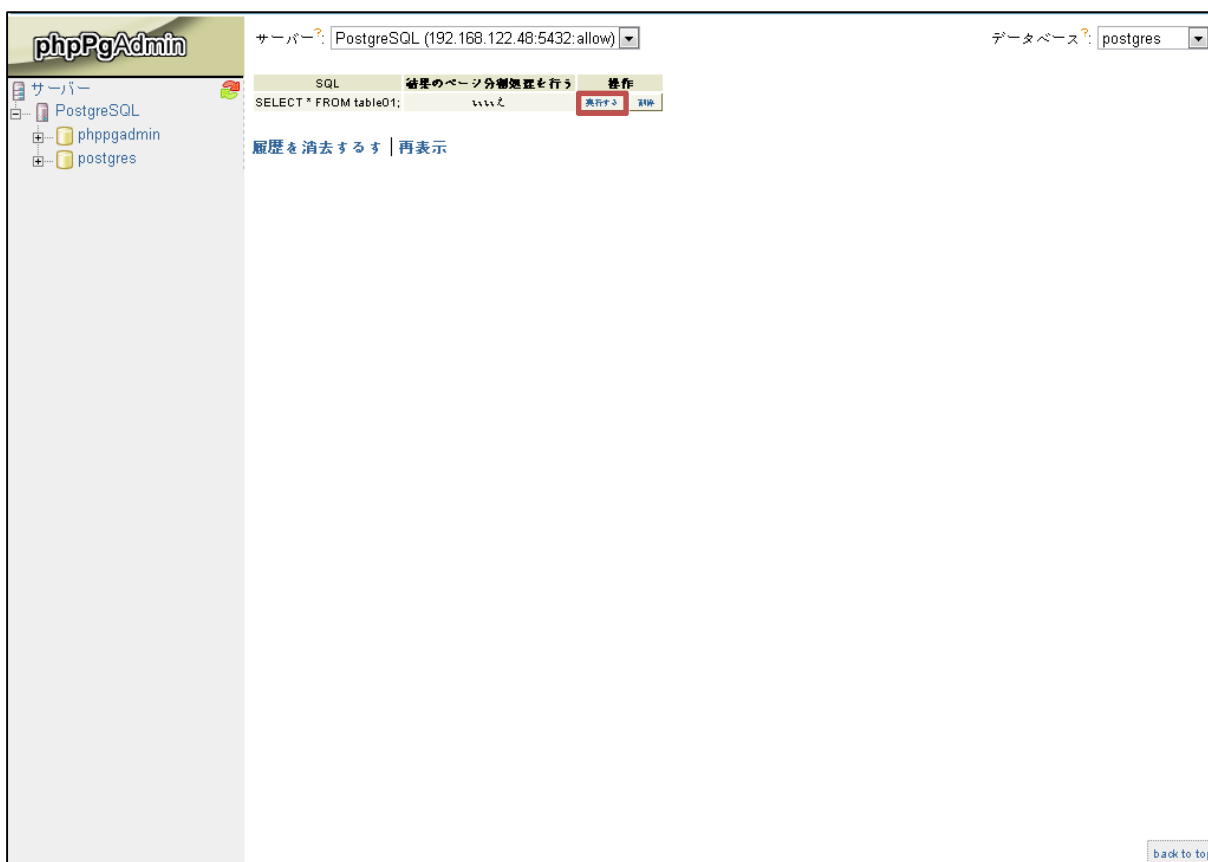 phpPgAdmin
サーバー?: PostgreSQL (192.168.122.48:5432:allow)
データベース?: postgres
サーバー
PostgreSQL
phppgadmin
postgres
SQL 結果のページ分割処理を行う 操作
SELECT * FROM table01; いいえ 実行する 削除
履歴を消去するす 再表示
back to top